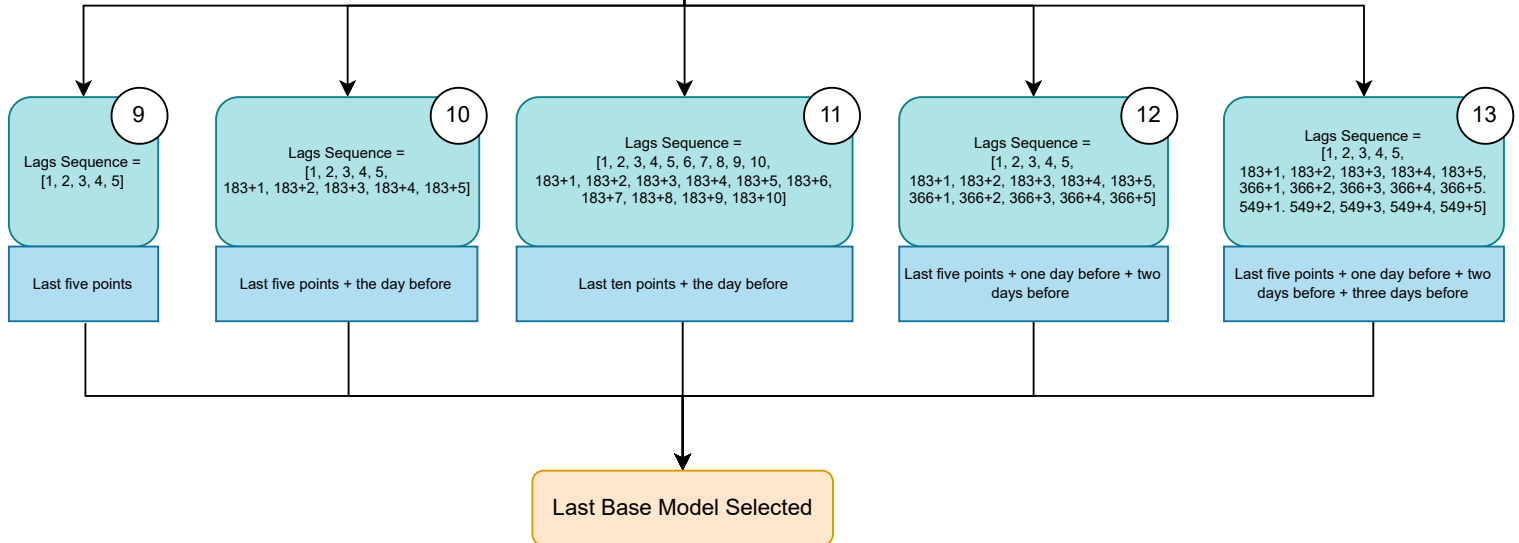 9
Lags Sequence =
[1, 2, 3, 4, 5]
Last five points
10
Lags Sequence =
[1, 2, 3, 4, 5,
183+1, 183+2, 183+3, 183+4, 183+5]
Last five points + the day before
11
Lags Sequence =
[1, 2, 3, 4, 5, 6, 7, 8, 9, 10,
183+1, 183+2, 183+3, 183+4, 183+5, 183+6,
183+7, 183+8, 183+9, 183+10]
Last ten points + the day before
12
Lags Sequence =
[1, 2, 3, 4, 5,
183+1, 183+2, 183+3, 183+4, 183+5,
366+1, 366+2, 366+3, 366+4, 366+5]
Last five points + one day before + two
days before
13
Lags Sequence =
[1, 2, 3, 4, 5,
183+1, 183+2, 183+3, 183+4, 183+5,
366+1, 366+2, 366+3, 366+4, 366+5.
549+1. 549+2, 549+3, 549+4, 549+5]
Last five points + one day before + two
days before + three days before
Last Base Model Selected